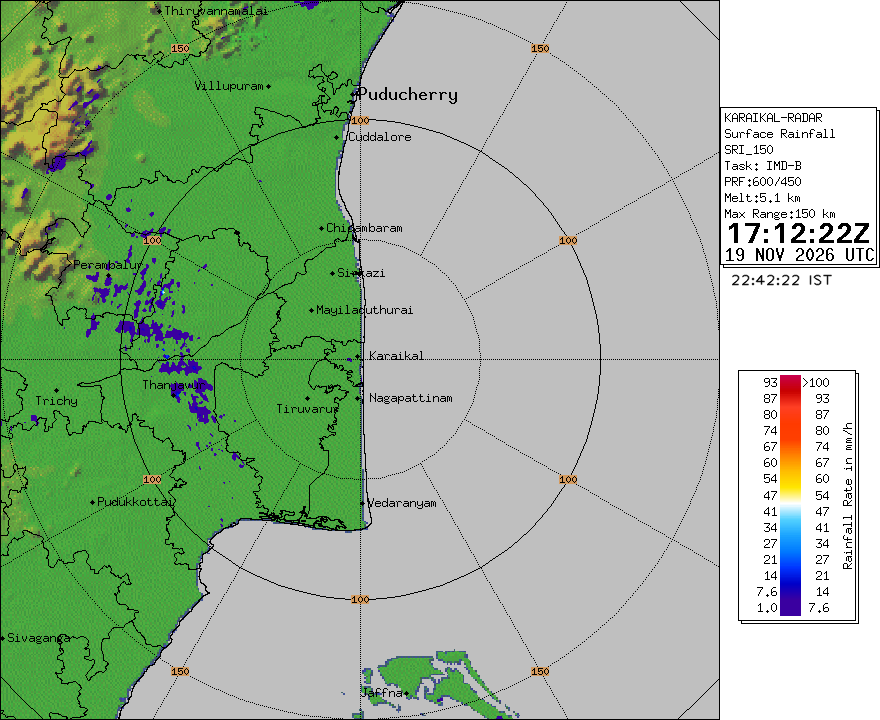 Thiruvannamalai
150
150
Villupuram
Puducherry
100
Cuddalore
KARAIKAL-RADAR
Surface Rainfall
SRI_150
Task: IMD-B
PRF:600/450
Melt:5.1 km
Max Range:150 km
17:12:22Z
19 NOV 2026 UTC
22:42:22 IST
Chidambaram
100
100
Perambalur
Sirkazi
Mayiladuthurai
Karaikal
Thanjavur
Trichy
Tiruvarur
Nagapattinam
93 >100
87 93
80 87
74 80
67 74
60 67
54 60
47 54
41 47
34 41
27 34
21 27
14 21
7.6 14
1.0 7.6
Rainfall Rate in mm/h
100
100
Pudukkottai
Vedaranyam
100
Sivaganga
150
150
Jaffna